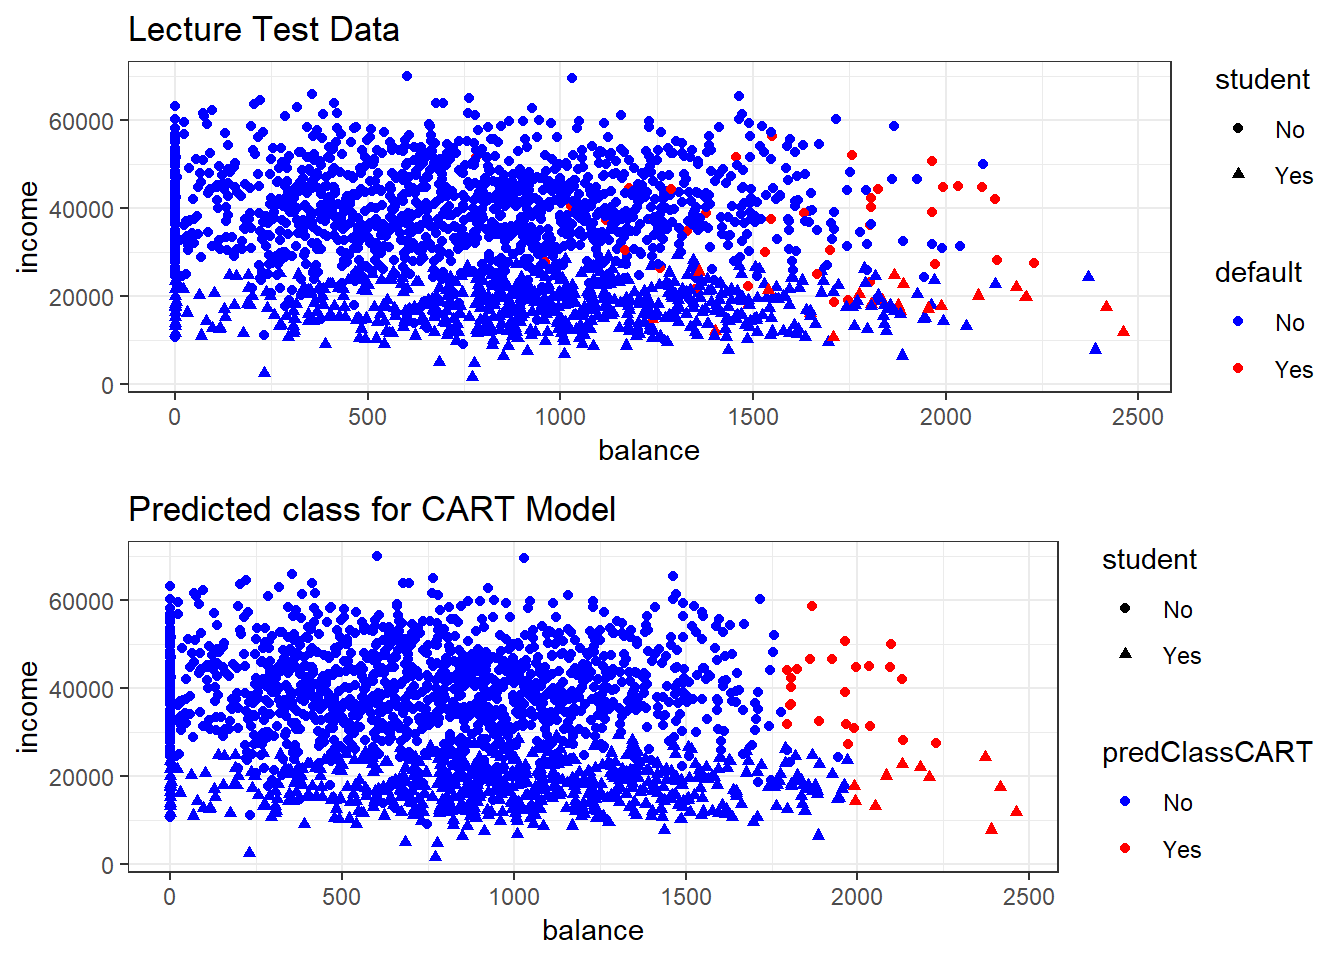 Lecture Test Data
60000
40000
20000
0
income
0 500 1000 1500 2000 2500
balance
student
No
Yes
default
No
Yes
Predicted class for CART Model
60000
40000
20000
0
income
0 500 1000 1500 2000 2500
balance
student
No
Yes
predClassCART
No
Yes